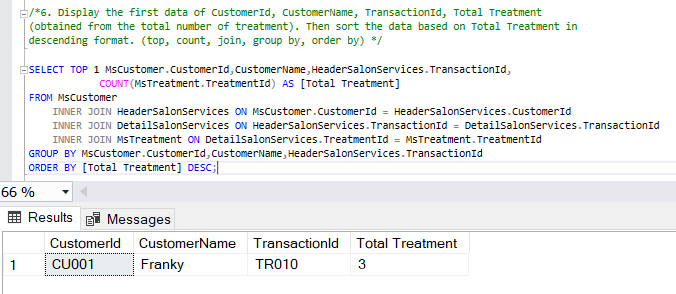 /*6. Display the first data of CustomerId, CustomerName, TransactionId, Total Treatment
(obtained from the total number of treatment). Then sort the data based on Total Treatment in
descending format. (top, count, join, group by, order by) */
SELECT TOP 1 MsCustomer.CustomerId,CustomerName,HeaderSalonServices.TransactionId,
COUNT(MsTreatment.TreatmentId) AS [Total Treatment]
FROM MsCustomer
INNER JOIN HeaderSalonServices ON MsCustomer.CustomerId = HeaderSalonServices.CustomerId
INNER JOIN DetailSalonServices ON HeaderSalonServices.TransactionId = DetailSalonServices.TransactionId
INNER JOIN MsTreatment ON DetailSalonServices.TreatmentId = MsTreatment.TreatmentId
GROUP BY MsCustomer.CustomerId,CustomerName,HeaderSalonServices.TransactionId
ORDER BY [Total Treatment] DESC;
66 %
Results Messages
CustomerId CustomerName TransactionId Total Treatment
1 CU001 Franky TR010 3